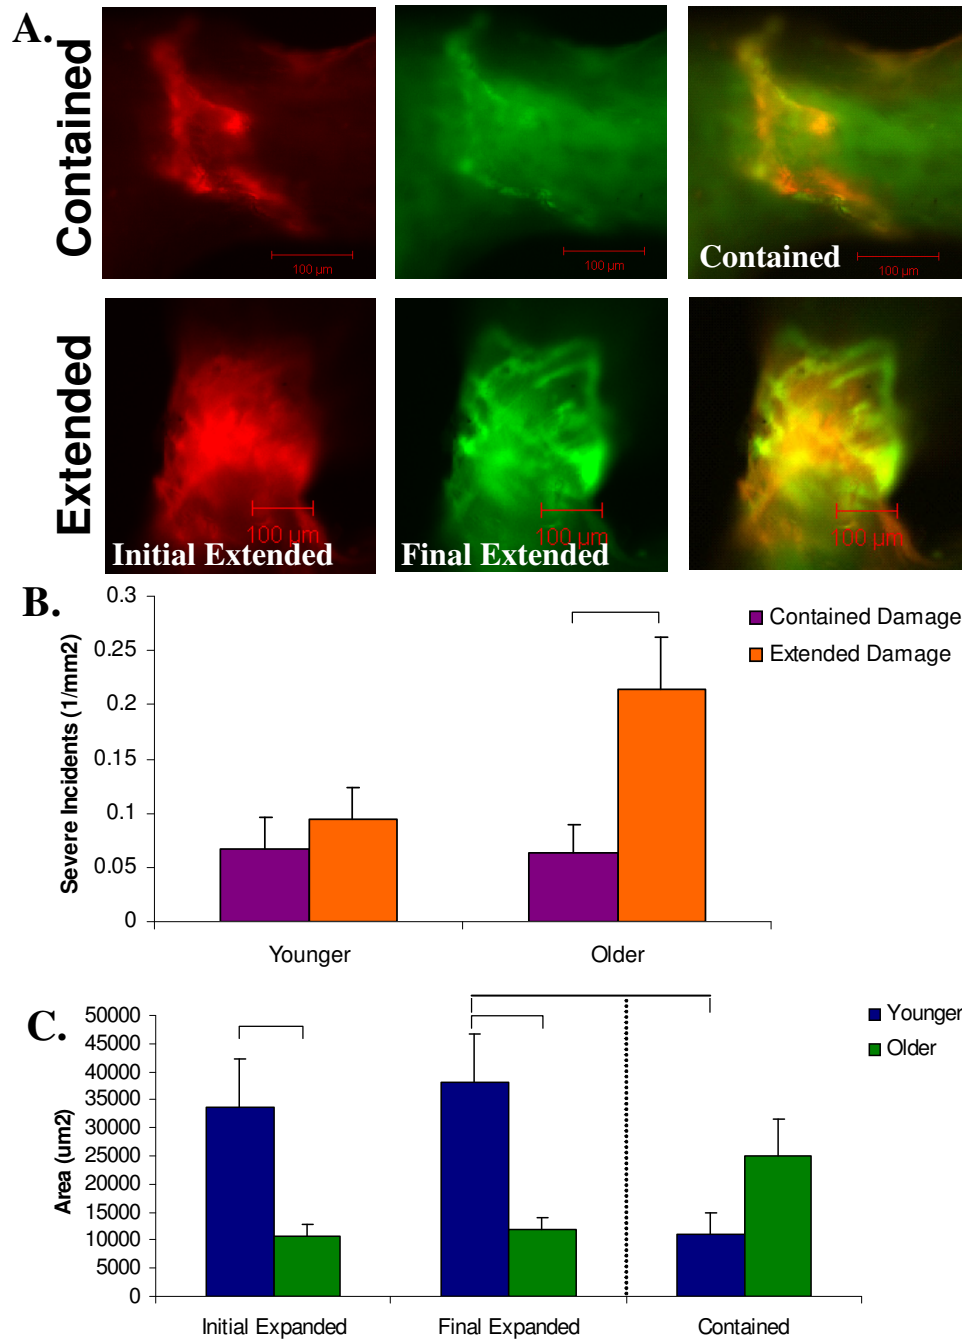 A.
Contained
100 µm
100 µm
Contained
100 µm
Extended
100 µm
Initial Extended
100 µm
Final Extended
100 µm
B.
Severe Incidents (1/mm2)
0.3
0.25
0.2
0.15
0.1
0.05
0
Younger
Older
Contained Damage
Extended Damage
C.
Area (um2)
50000
45000
40000
35000
30000
25000
20000
15000
10000
5000
0
Initial Expanded
Final Expanded
Contained
Younger
Older